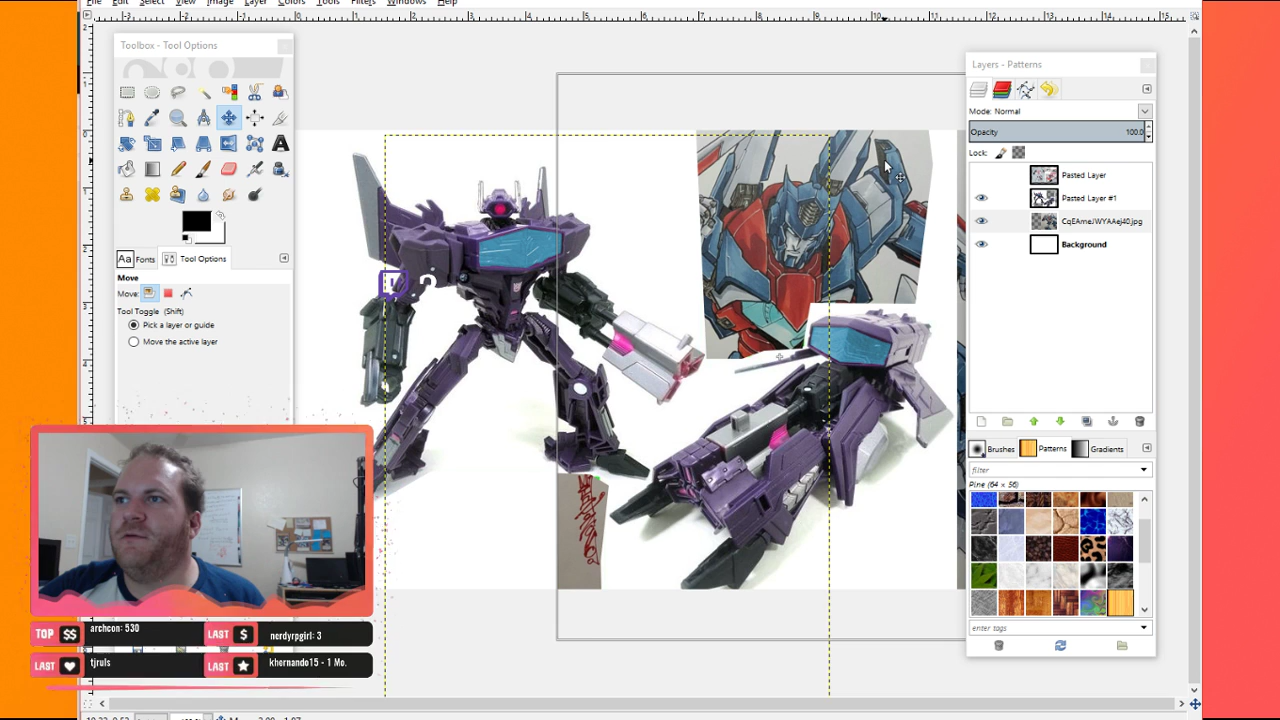 File Edit Select View Image Layer Colors Tools Filters Windows Help
Toolbox - Tool Options
Fonts
Tool Options
Move
Move:
Tool Toggle (Shift)
Pick a layer or guide
Move the active layer
Layers - Patterns
Mode: Normal
Opacity 100.0
Lock:
Pasted Layer
Pasted Layer #1
CqEAmeJWYAAej40.jpg
Background
Brushes
Patterns
Gradients
filter
Pine (64 × 56)
enter tags
TOP $$ archcon: 530
LAST $ nerdyrpgirl: 3
LAST tjruls
LAST khernando15 - 1 Mo.